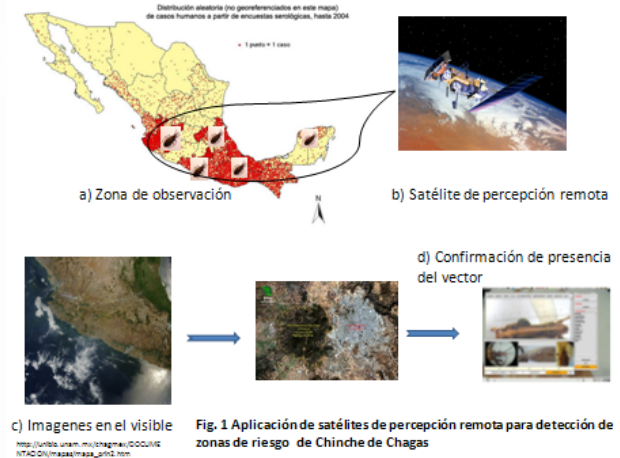 Distribución aleatoria (no georeferenciados en este mapa)
de casos humanos a partir de encuestas serológicas, hasta 2004
• 1 punto = 1 caso
a) Zona de observación
N
b) Satélite de percepción remota
d) Confirmación de presencia
del vector
c) Imagenes en el visible
http://unibio.unam.mx/chagmex/DOCUME
NTACION/mapas/mapa_prin2.htm
Fig. 1 Aplicación de satélites de percepción remota para detección de
zonas de riesgo de Chinche de Chagas